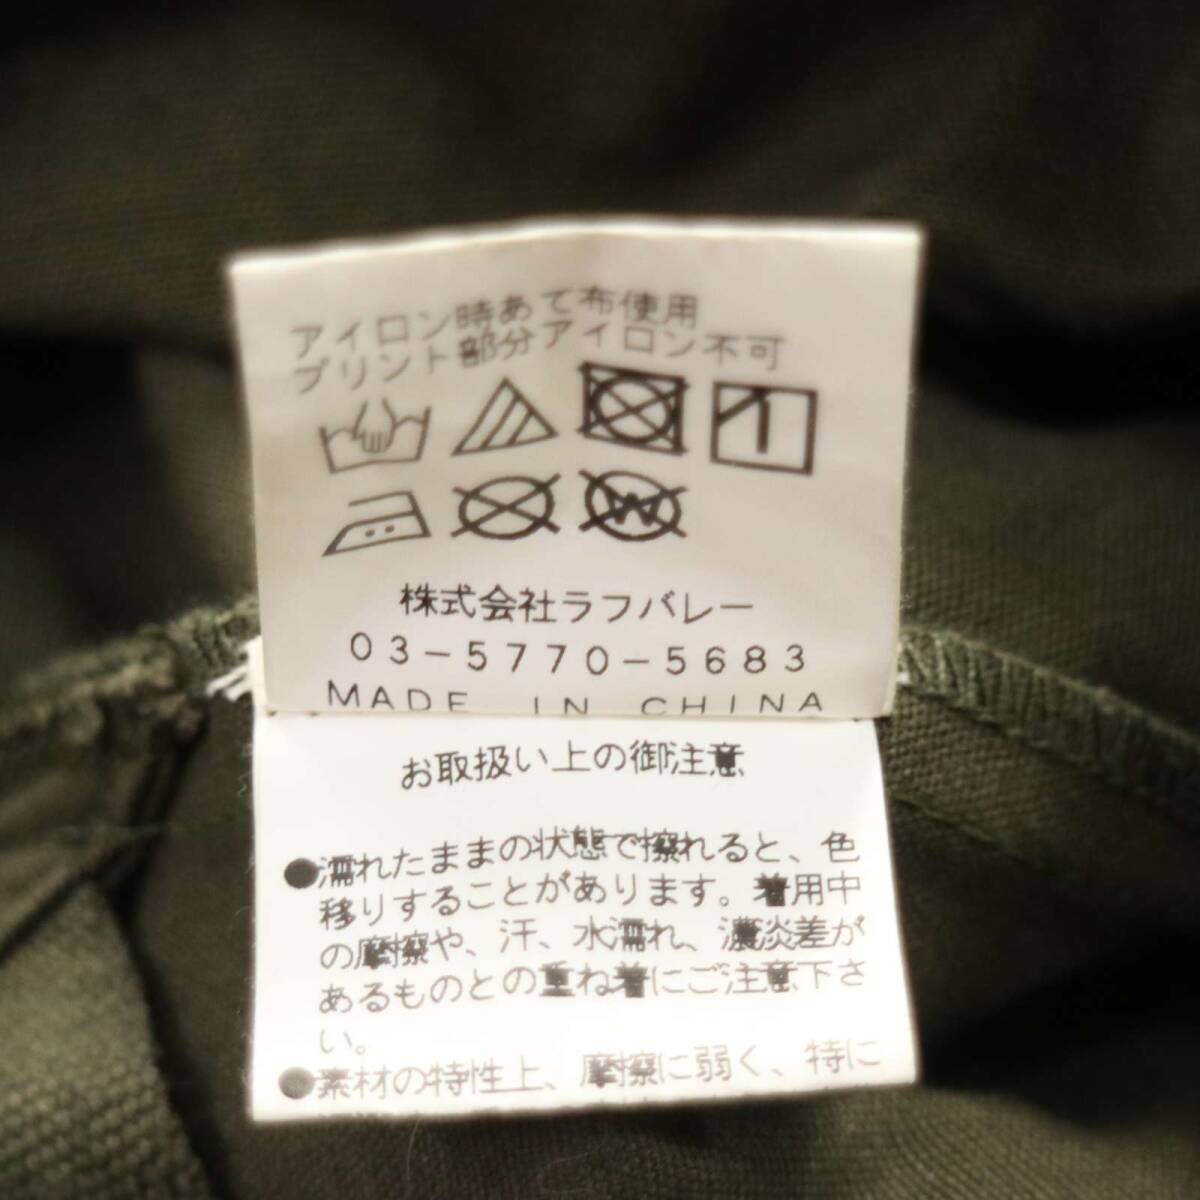 アイロン時あて布使用
プリント部分アイロン不可
W
株式会社ラフバレー
03-5770-5683
MADE IN CHINA
お取扱い上の御注意
●濡れたままの状態で擦れると、色
移りすることがあります。着用中
の摩擦や、汗、水濡れ、濃淡差が
あるものとの重ね着にご注意下さ
い。
●素材の特性上、摩擦に弱く、特に